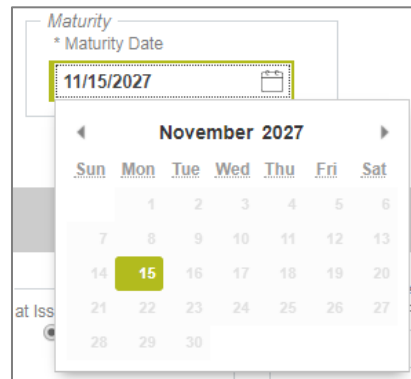 Maturity
* Maturity Date
11/15/2027
November 2027
Sun Mon Tue Wed Thu Fri Sat
1 2 3 4 5 6
7 8 9 10 11 12 13
14 15 16 17 18 19 20
21 22 23 24 25 26 27
28 29 30
at Iss